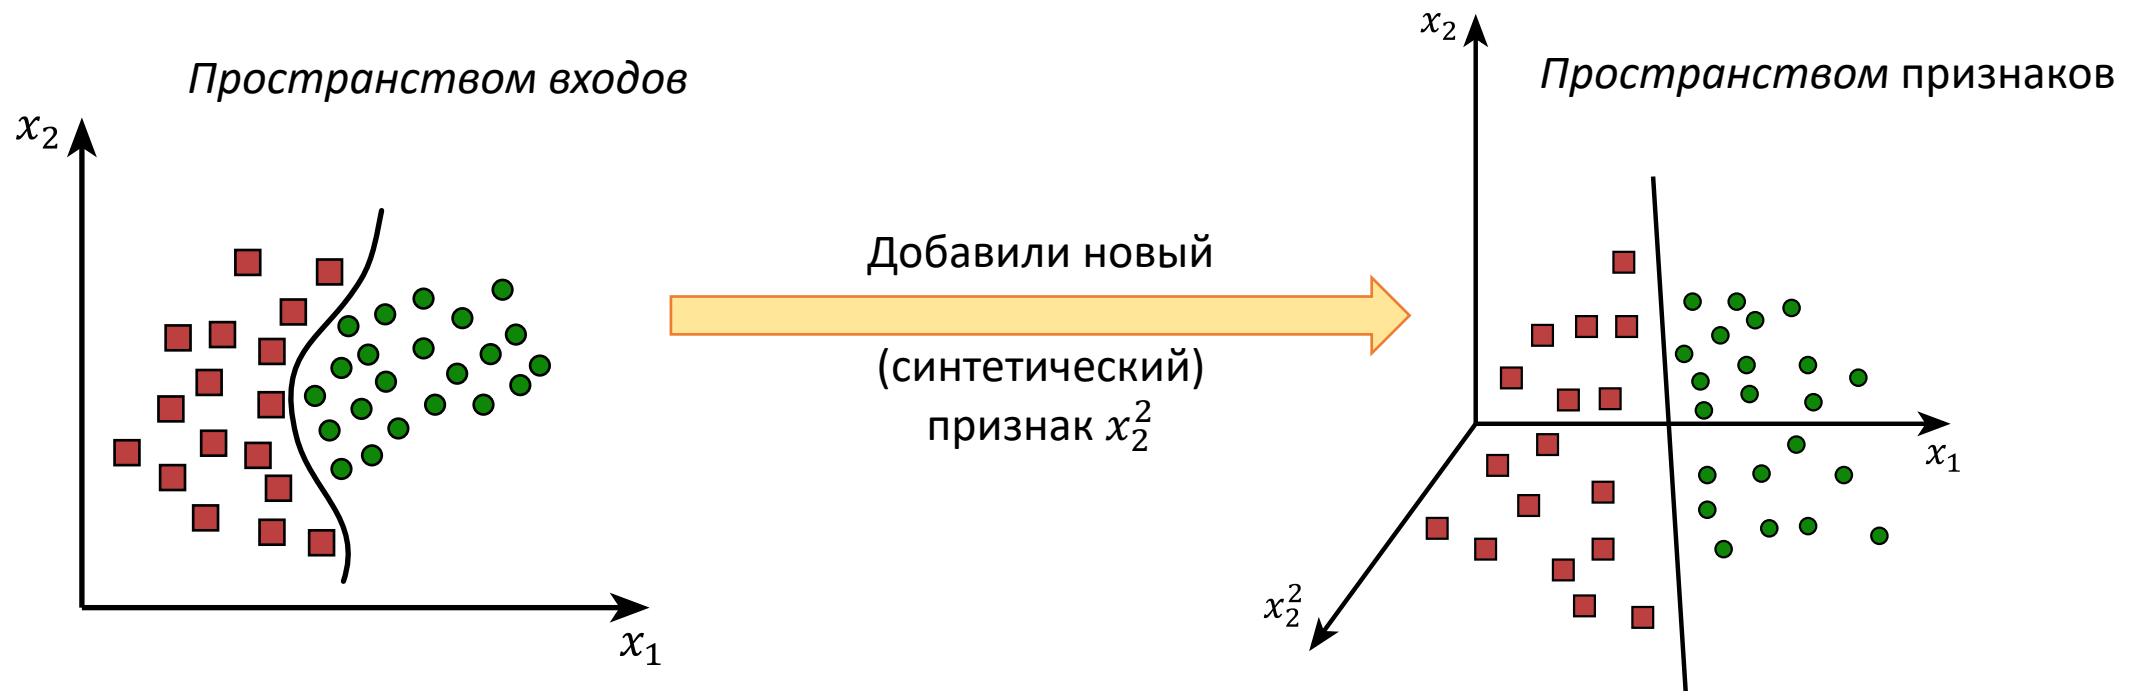 Пространством входов
x₂
x₁
Добавили новый
(синтетический)
признак x₂²
Пространством признаков
x₂
x₁
x₂²